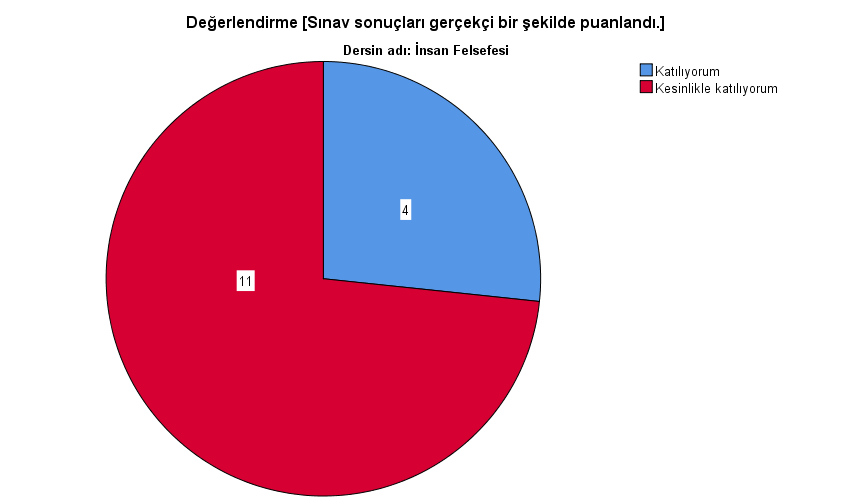 Değerlendirme [Sınav sonuçları gerçekçi bir şekilde puanlandı.]
Dersin adı: İnsan Felsefesi
Katılıyorum
Kesinlikle katılıyorum
4
11